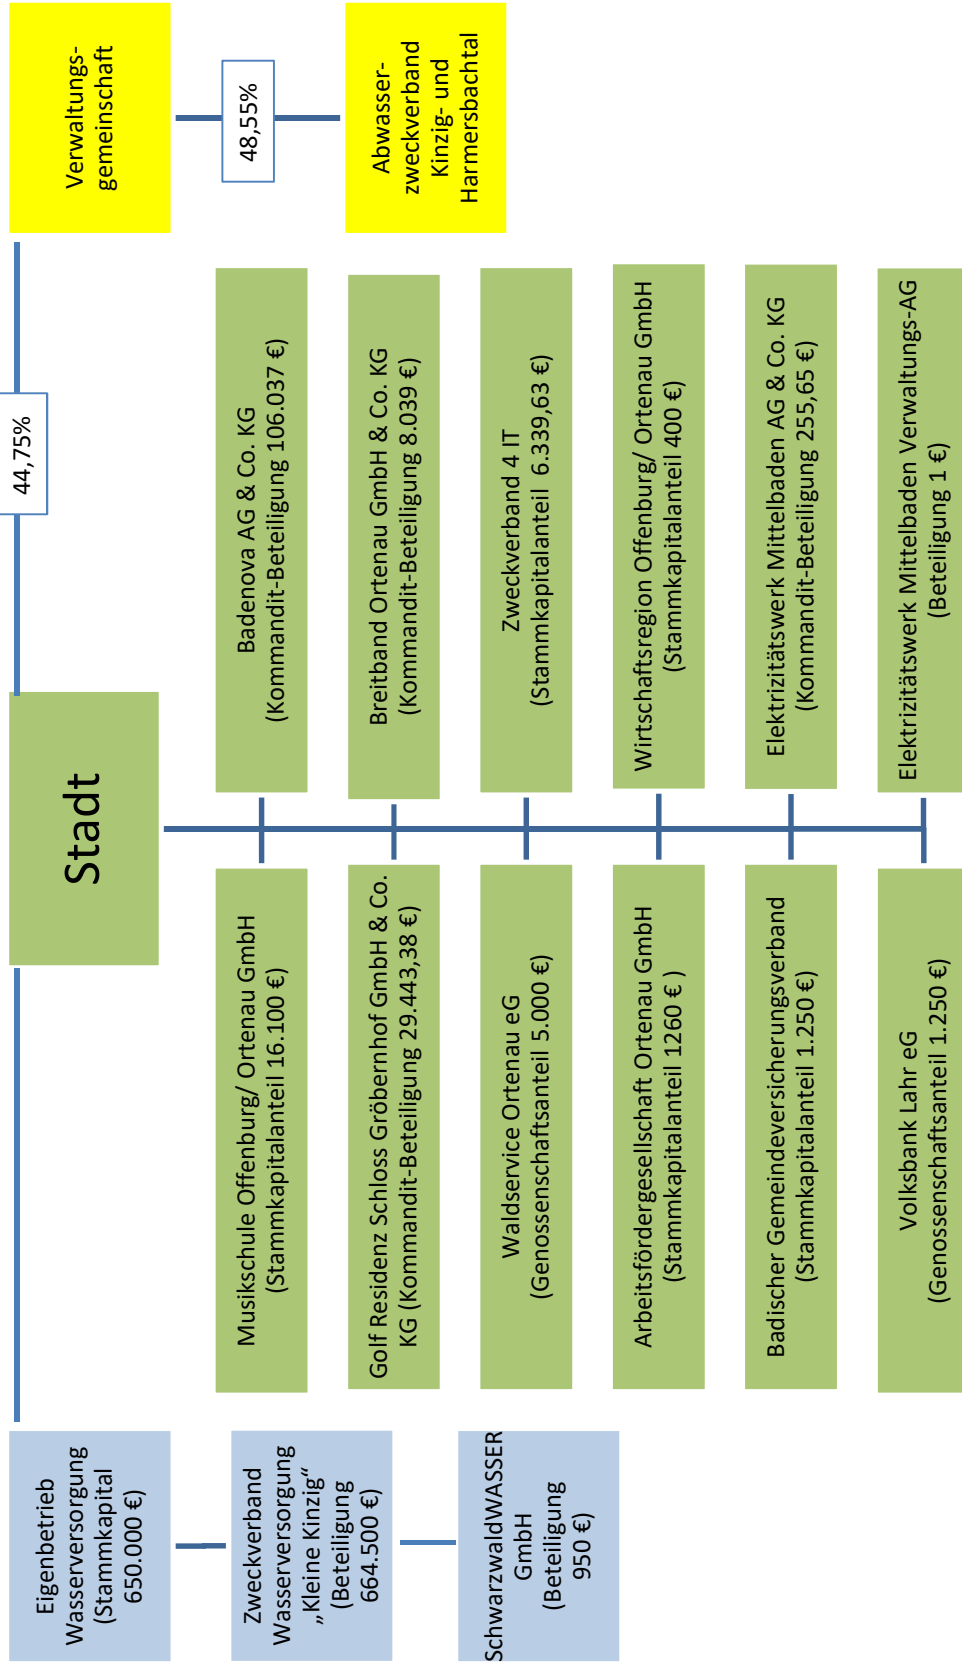 Stadt
44,75%
Eigenbetrieb
Wasserversorgung
(Stammkapital
650.000 €)
Zweckverband
Wasserversorgung
„Kleine Kinzig“
(Beteiligung
664.500 €)
SchwarzwaldWASSER
GmbH
(Beteiligung
950 €)
Musikschule Offenburg/ Ortenau GmbH
(Stammkapitalanteil 16.100 €)
Golf Residenz Schloss Gröbernhof GmbH & Co.
KG (Kommandit-Beteiligung 29.443,38 €)
Waldservice Ortenau eG
(Genossenschaftsanteil 5.000 €)
Arbeitsfördergesellschaft Ortenau GmbH
(Stammkapitalanteil 1260 € )
Badischer Gemeindeversicherungsverband
(Stammkapitalanteil 1.250 €)
Volksbank Lahr eG
(Genossenschaftsanteil 1.250 €)
Badenova AG & Co. KG
(Kommandit-Beteiligung 106.037 €)
Breitband Ortenau GmbH & Co. KG
(Kommandit-Beteiligung 8.039 €)
Zweckverband 4 IT
(Stammkapitalanteil 6.339,63 €)
Wirtschaftsregion Offenburg/ Ortenau GmbH
(Stammkapitalanteil 400 €)
Elektrizitätswerk Mittelbaden AG & Co. KG
(Kommandit-Beteiligung 255,65 €)
Elektrizitätswerk Mittelbaden Verwaltungs-AG
(Beteiligung 1 €)
Verwaltungs-
gemeinschaft
48,55%
Abwasser-
zweckverband
Kinzig- und
Harmersbachtal